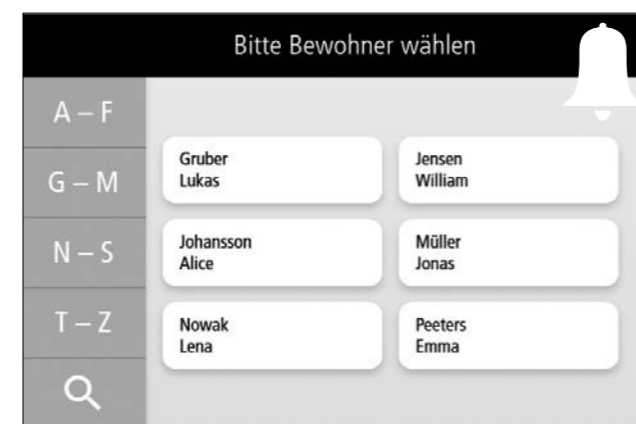 Bitte Bewohner wählen
A – F
G – M
N – S
T – Z
Gruber
Lukas
Jensen
William
Johansson
Alice
Müller
Jonas
Nowak
Lena
Peeters
Emma